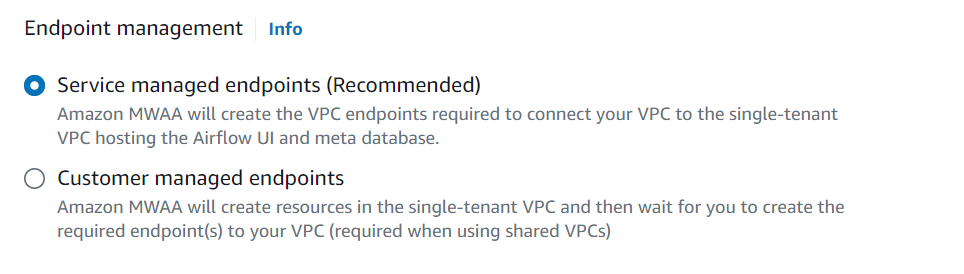 Endpoint management Info
Service managed endpoints (Recommended)
Amazon MWAA will create the VPC endpoints required to connect your VPC to the single-tenant
VPC hosting the Airflow UI and meta database.
Customer managed endpoints
Amazon MWAA will create resources in the single-tenant VPC and then wait for you to create the
required endpoint(s) to your VPC (required when using shared VPCs)